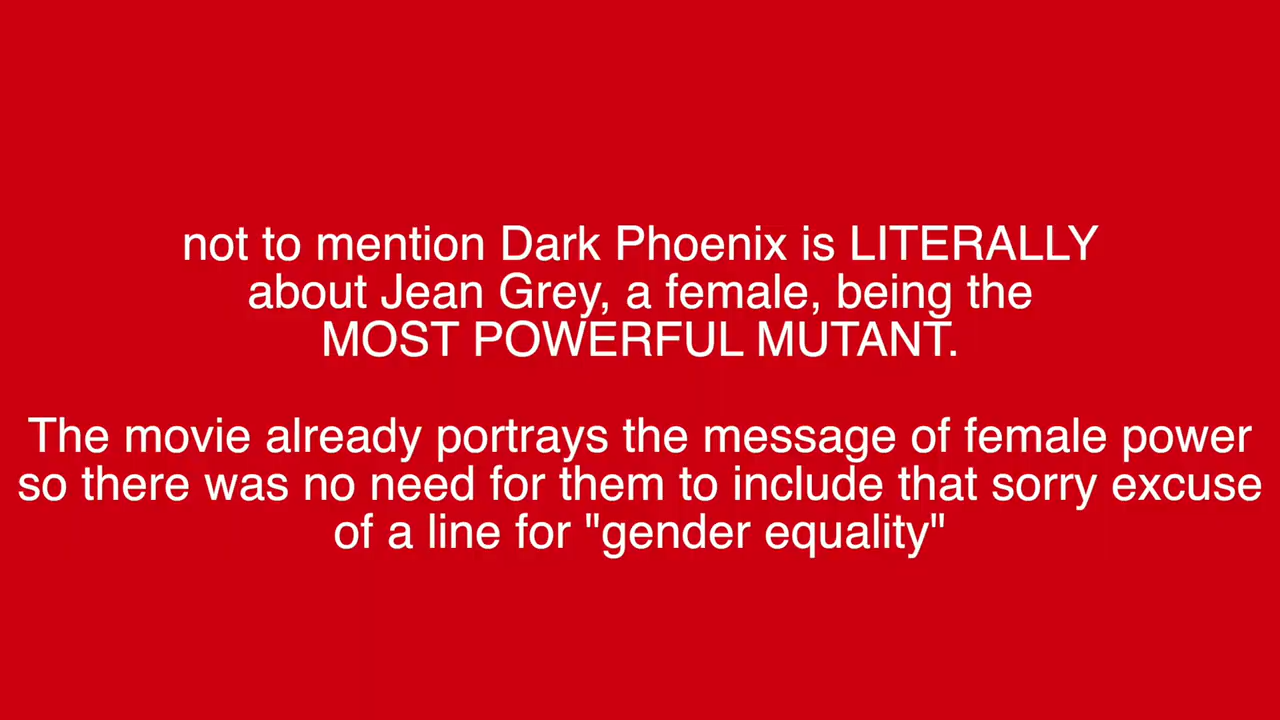 not to mention Dark Phoenix is LITERALLY
about Jean Grey, a female, being the
MOST POWERFUL MUTANT.
The movie already portrays the message of female power
so there was no need for them to include that sorry excuse
of a line for "gender equality"